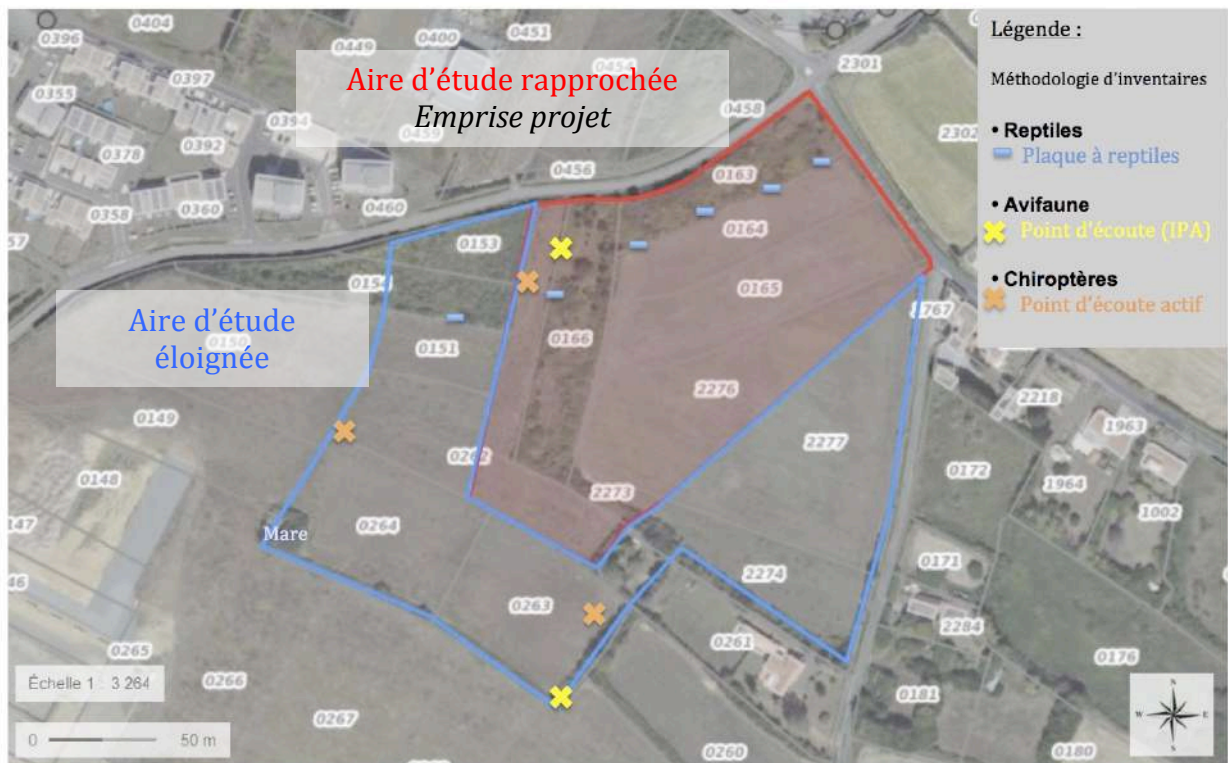 0404
0396
0451
0400
0449
0397
0355
0394
0392
0378
0360
0358
0460
0456
0458
2301
2302
Aire d'étude rapprochée
Emprise projet
Légende :
Méthodologie d'inventaires
• Reptiles
Plaque à reptiles
• Avifaune
Point d'écoute (IPA)
• Chiroptères
Point d'écoute actif
0163
0153
0164
0154
0165
Aire d'étude
éloignée
0151
0166
2276
2218
1963
0149
2277
0262
0172
1964
0148
2273
1002
Mare
0264
2274
0171
0263
2284
0261
0265
0176
Échelle 1 : 3 264
0266
0181
0267
0 50 m
0260
0180
N
W E
S